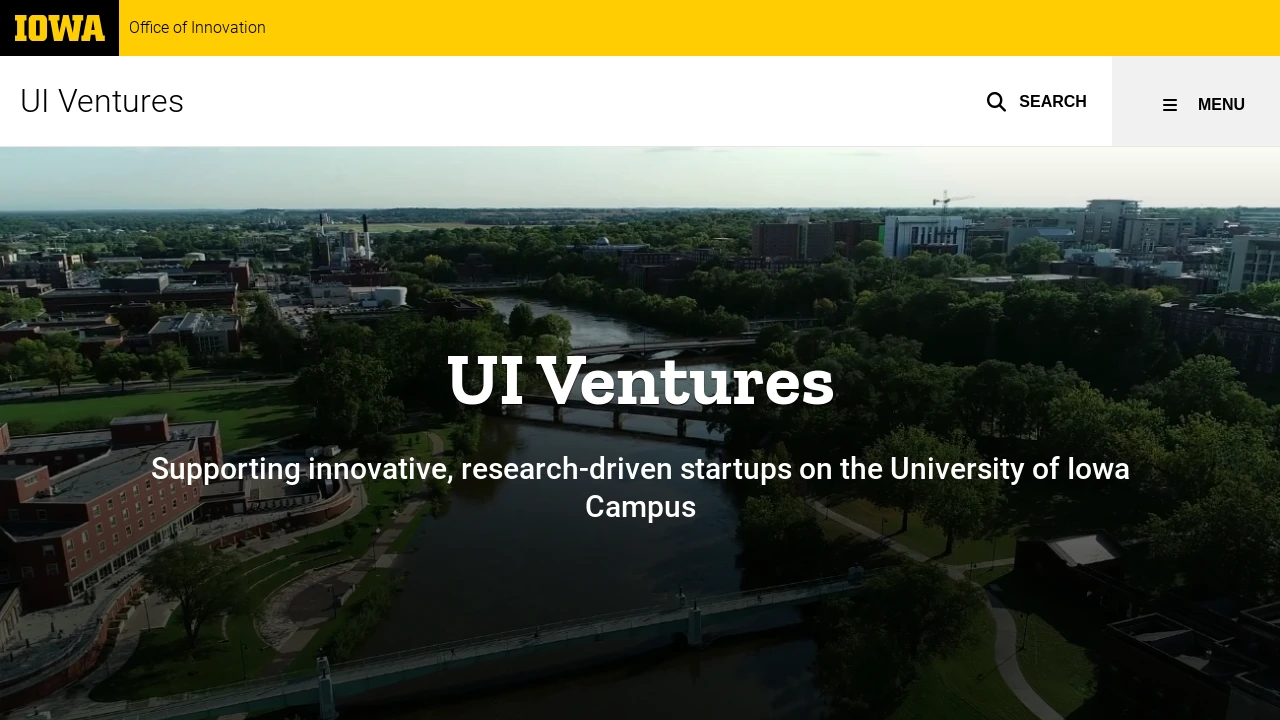 IOWA
Office of Innovation
UI Ventures
SEARCH
MENU
UI Ventures
Supporting innovative, research-driven startups on the University of Iowa
Campus